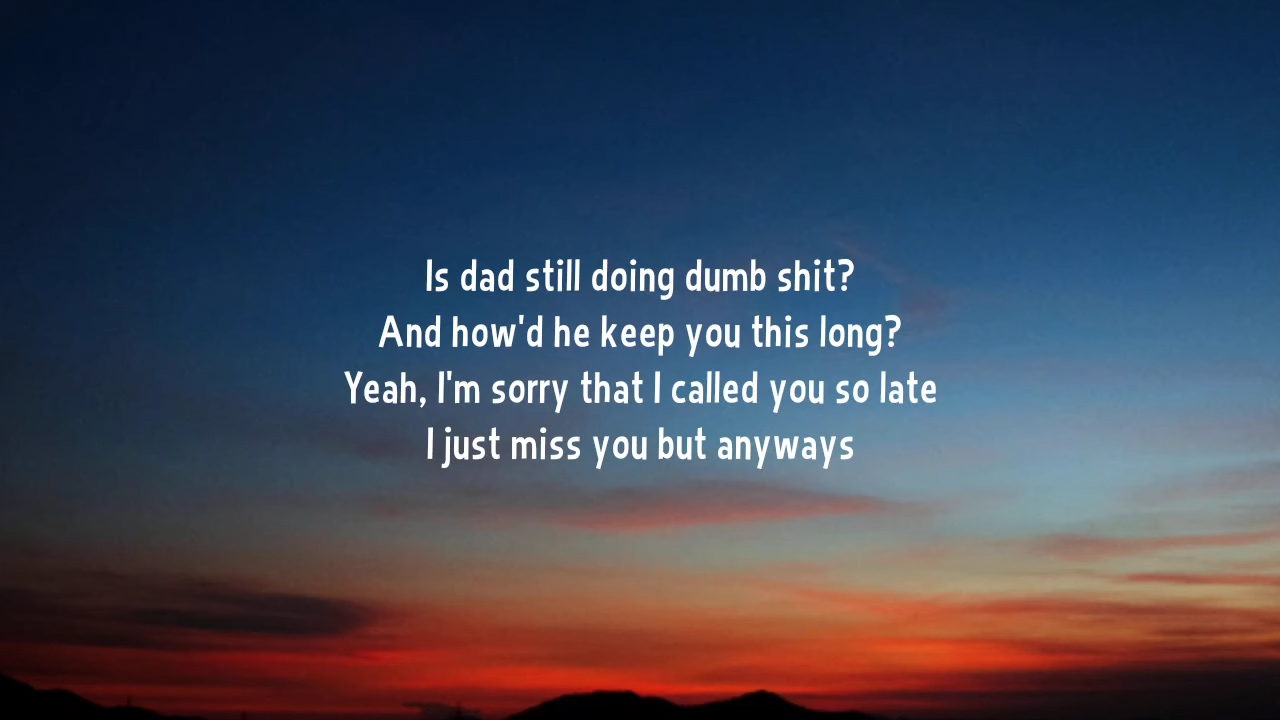 Is dad still doing dumb shit?
And how'd he keep you this long?
Yeah, I'm sorry that I called you so late
I just miss you but anyways